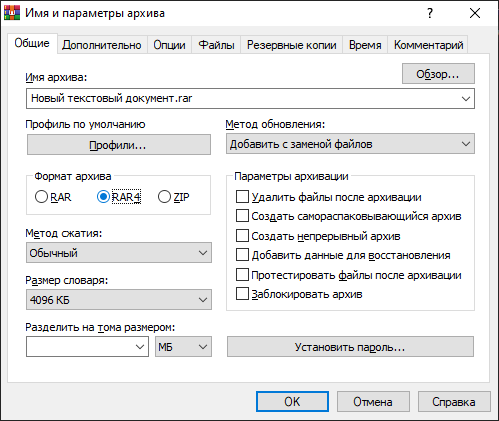 Имя и параметры архива
? ×
Общие Дополнительно Опции Файлы Резервные копии Время Комментарий
Имя архива:
Обзор...
Новый текстовый документ.rar
Профиль по умолчанию
Метод обновления:
Профили...
Добавить с заменой файлов
Формат архива
Параметры архивации
RAR RAR4 ZIP
Удалить файлы после архивации
Создать самораспаковывающийся архив
Метод сжатия:
Создать непрерывный архив
Обычный
Добавить данные для восстановления
Размер словаря:
Протестировать файлы после архивации
4096 КБ
Заблокировать архив
Разделить на тома размером:
МБ
Установить пароль...
ОК Отмена Справка